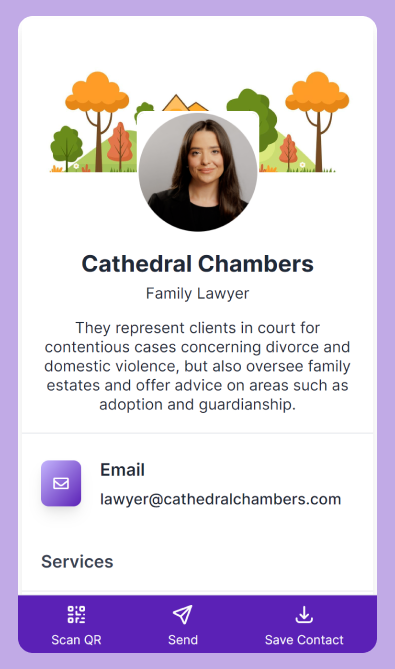 Cathedral Chambers
Family Lawyer
They represent clients in court for
contentious cases concerning divorce and
domestic violence, but also oversee family
estates and offer advice on areas such as
adoption and guardianship.
Email
lawyer@cathedralchambers.com
Services
Scan QR
Send
Save Contact